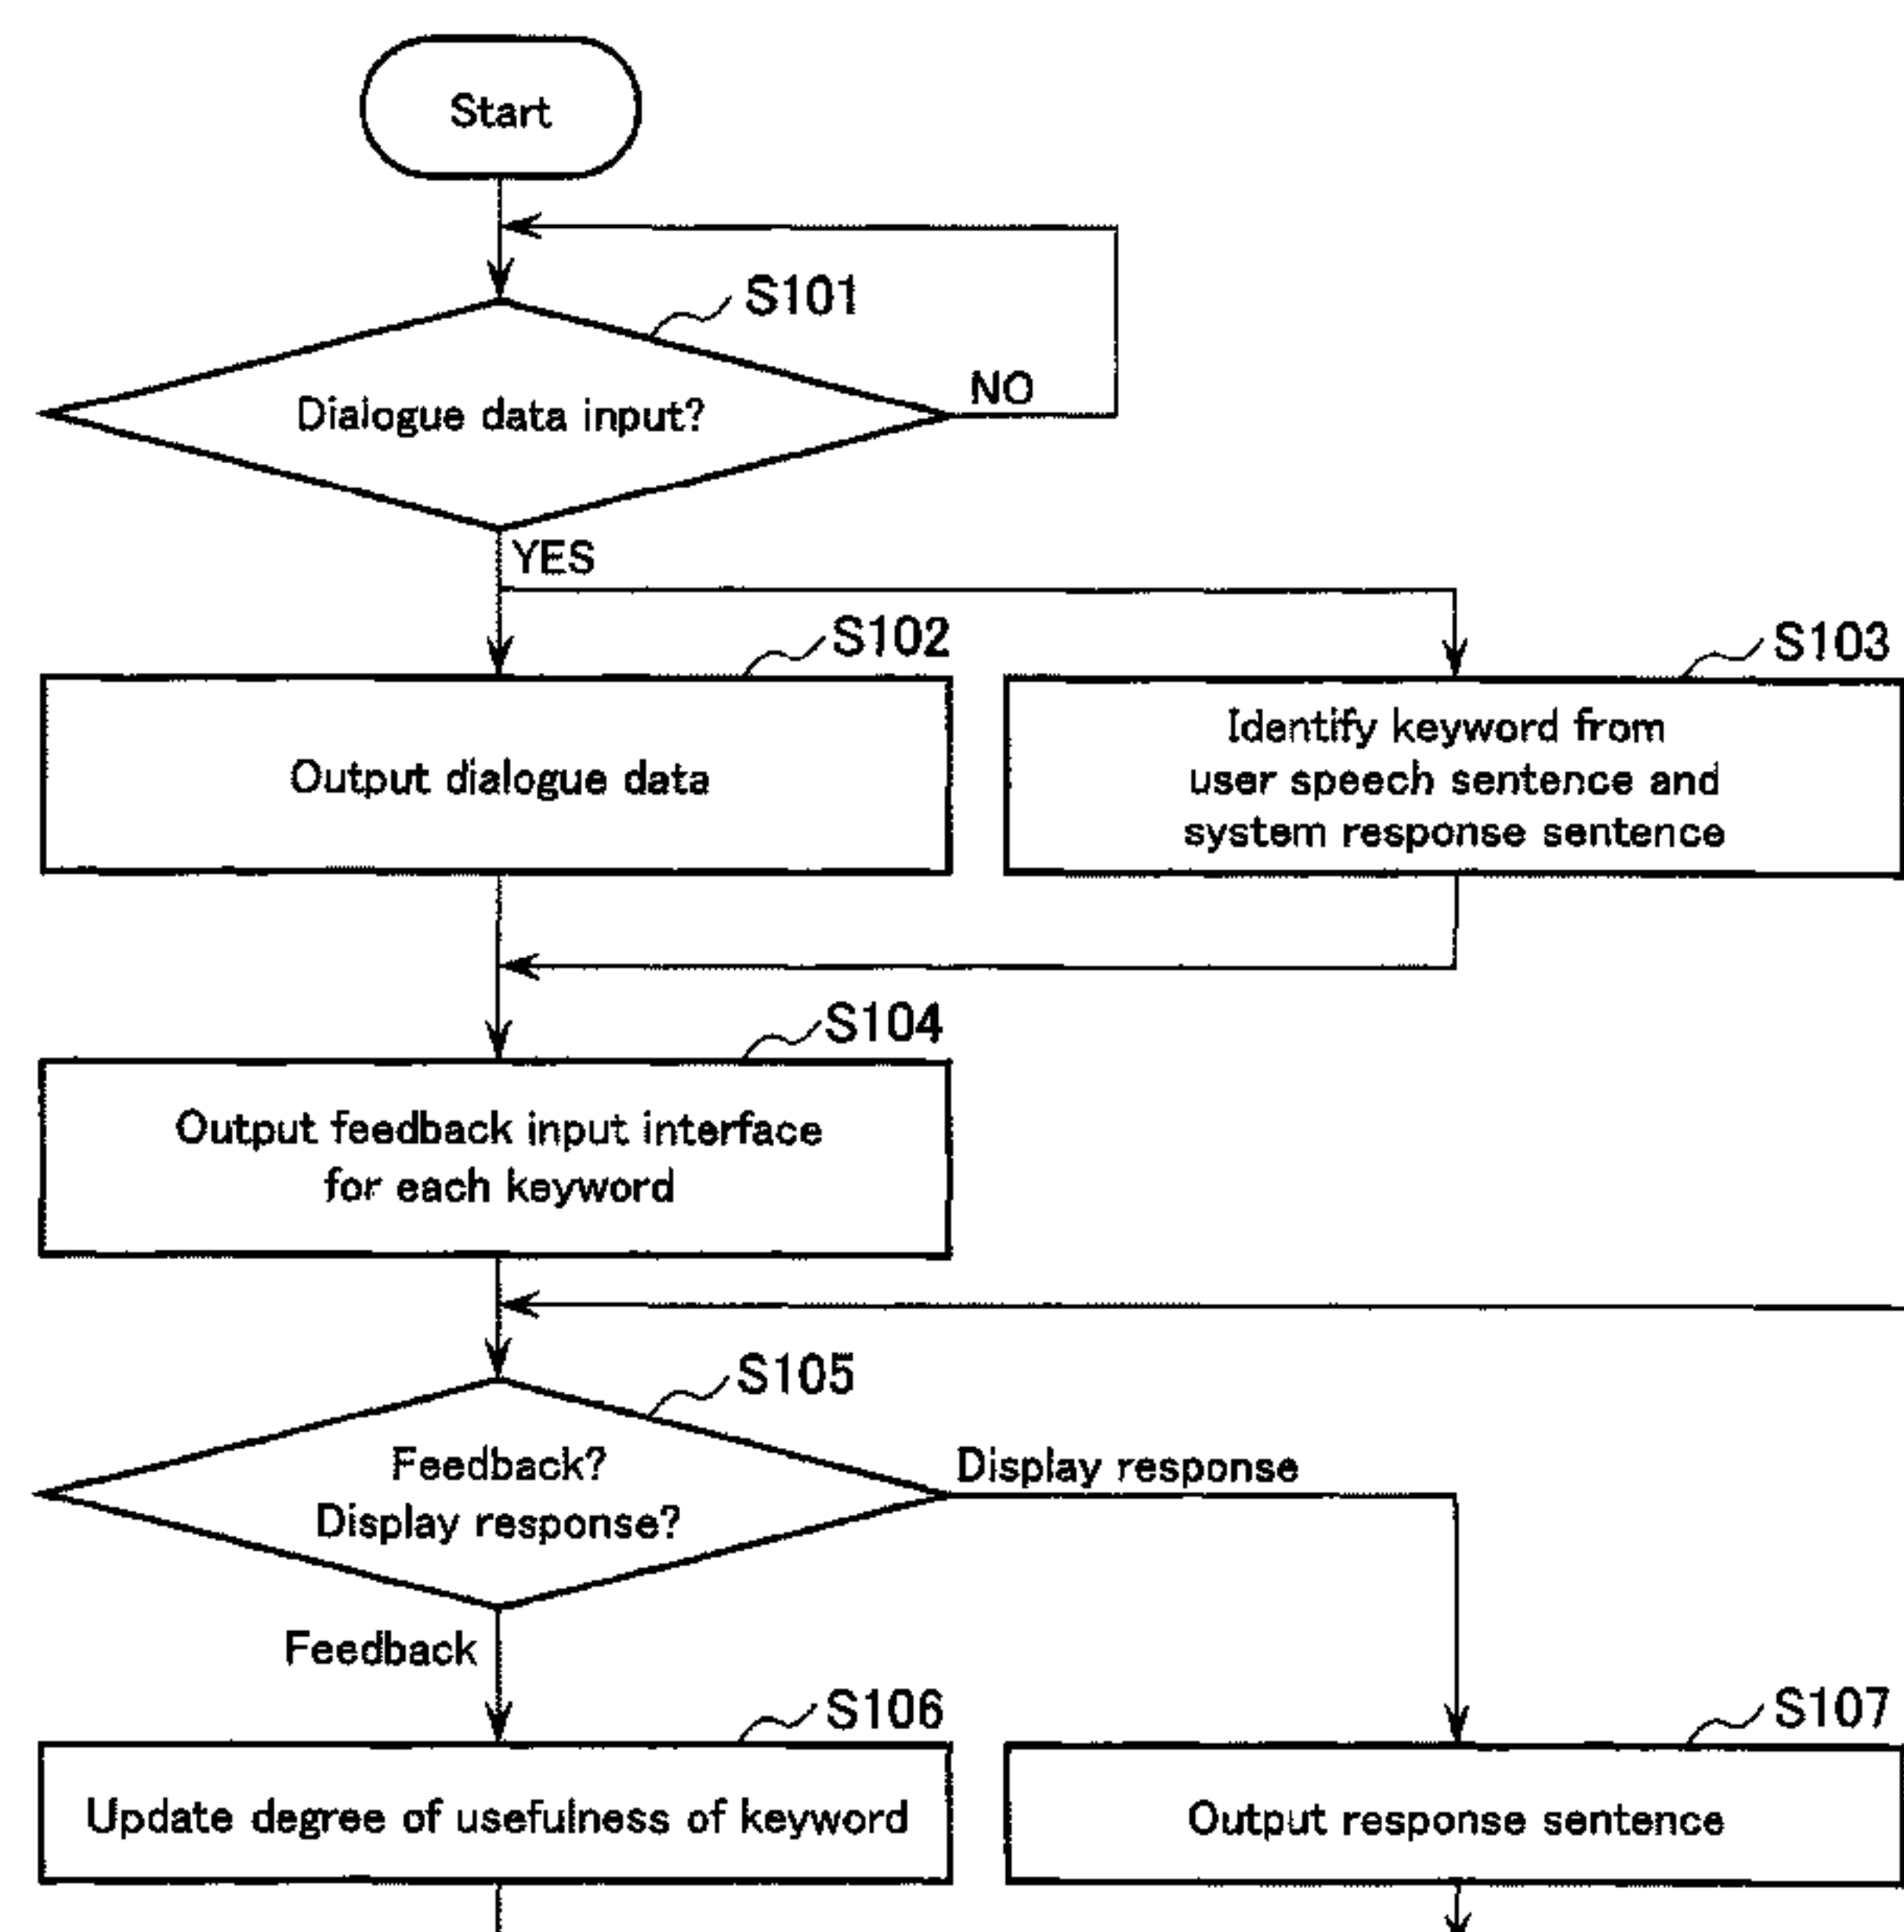 Start
S101
Dialogue data input?
NO
YES
S102
Output dialogue data
S103
Identify keyword from
user speech sentence and
system response sentence
S104
Output feedback input interface
for each keyword
S105
Feedback?
Display response?
Display response
Feedback
S106
Update degree of usefulness of keyword
S107
Output response sentence